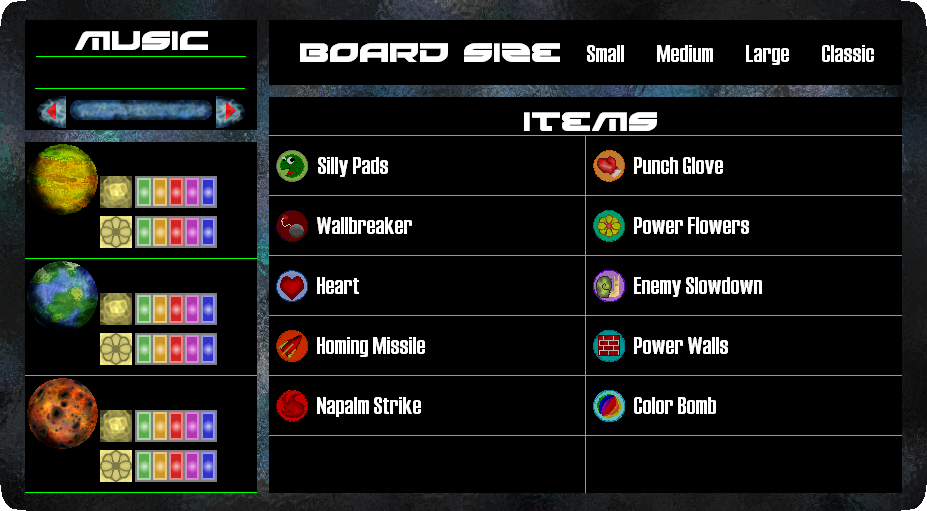 MUSIC
BOARD SIZE Small Medium Large Classic
ITEMS
Silly Pads Punch Glove
Wallbreaker Power Flowers
Heart Enemy Slowdown
Homing Missile Power Walls
Napalm Strike Color Bomb